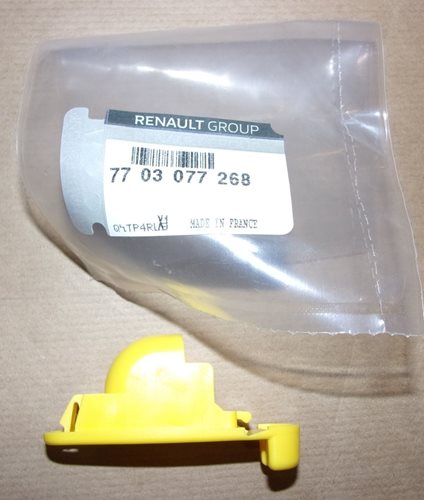 RENAULT GROUP
77 03 077 268
MADE IN FRANCE